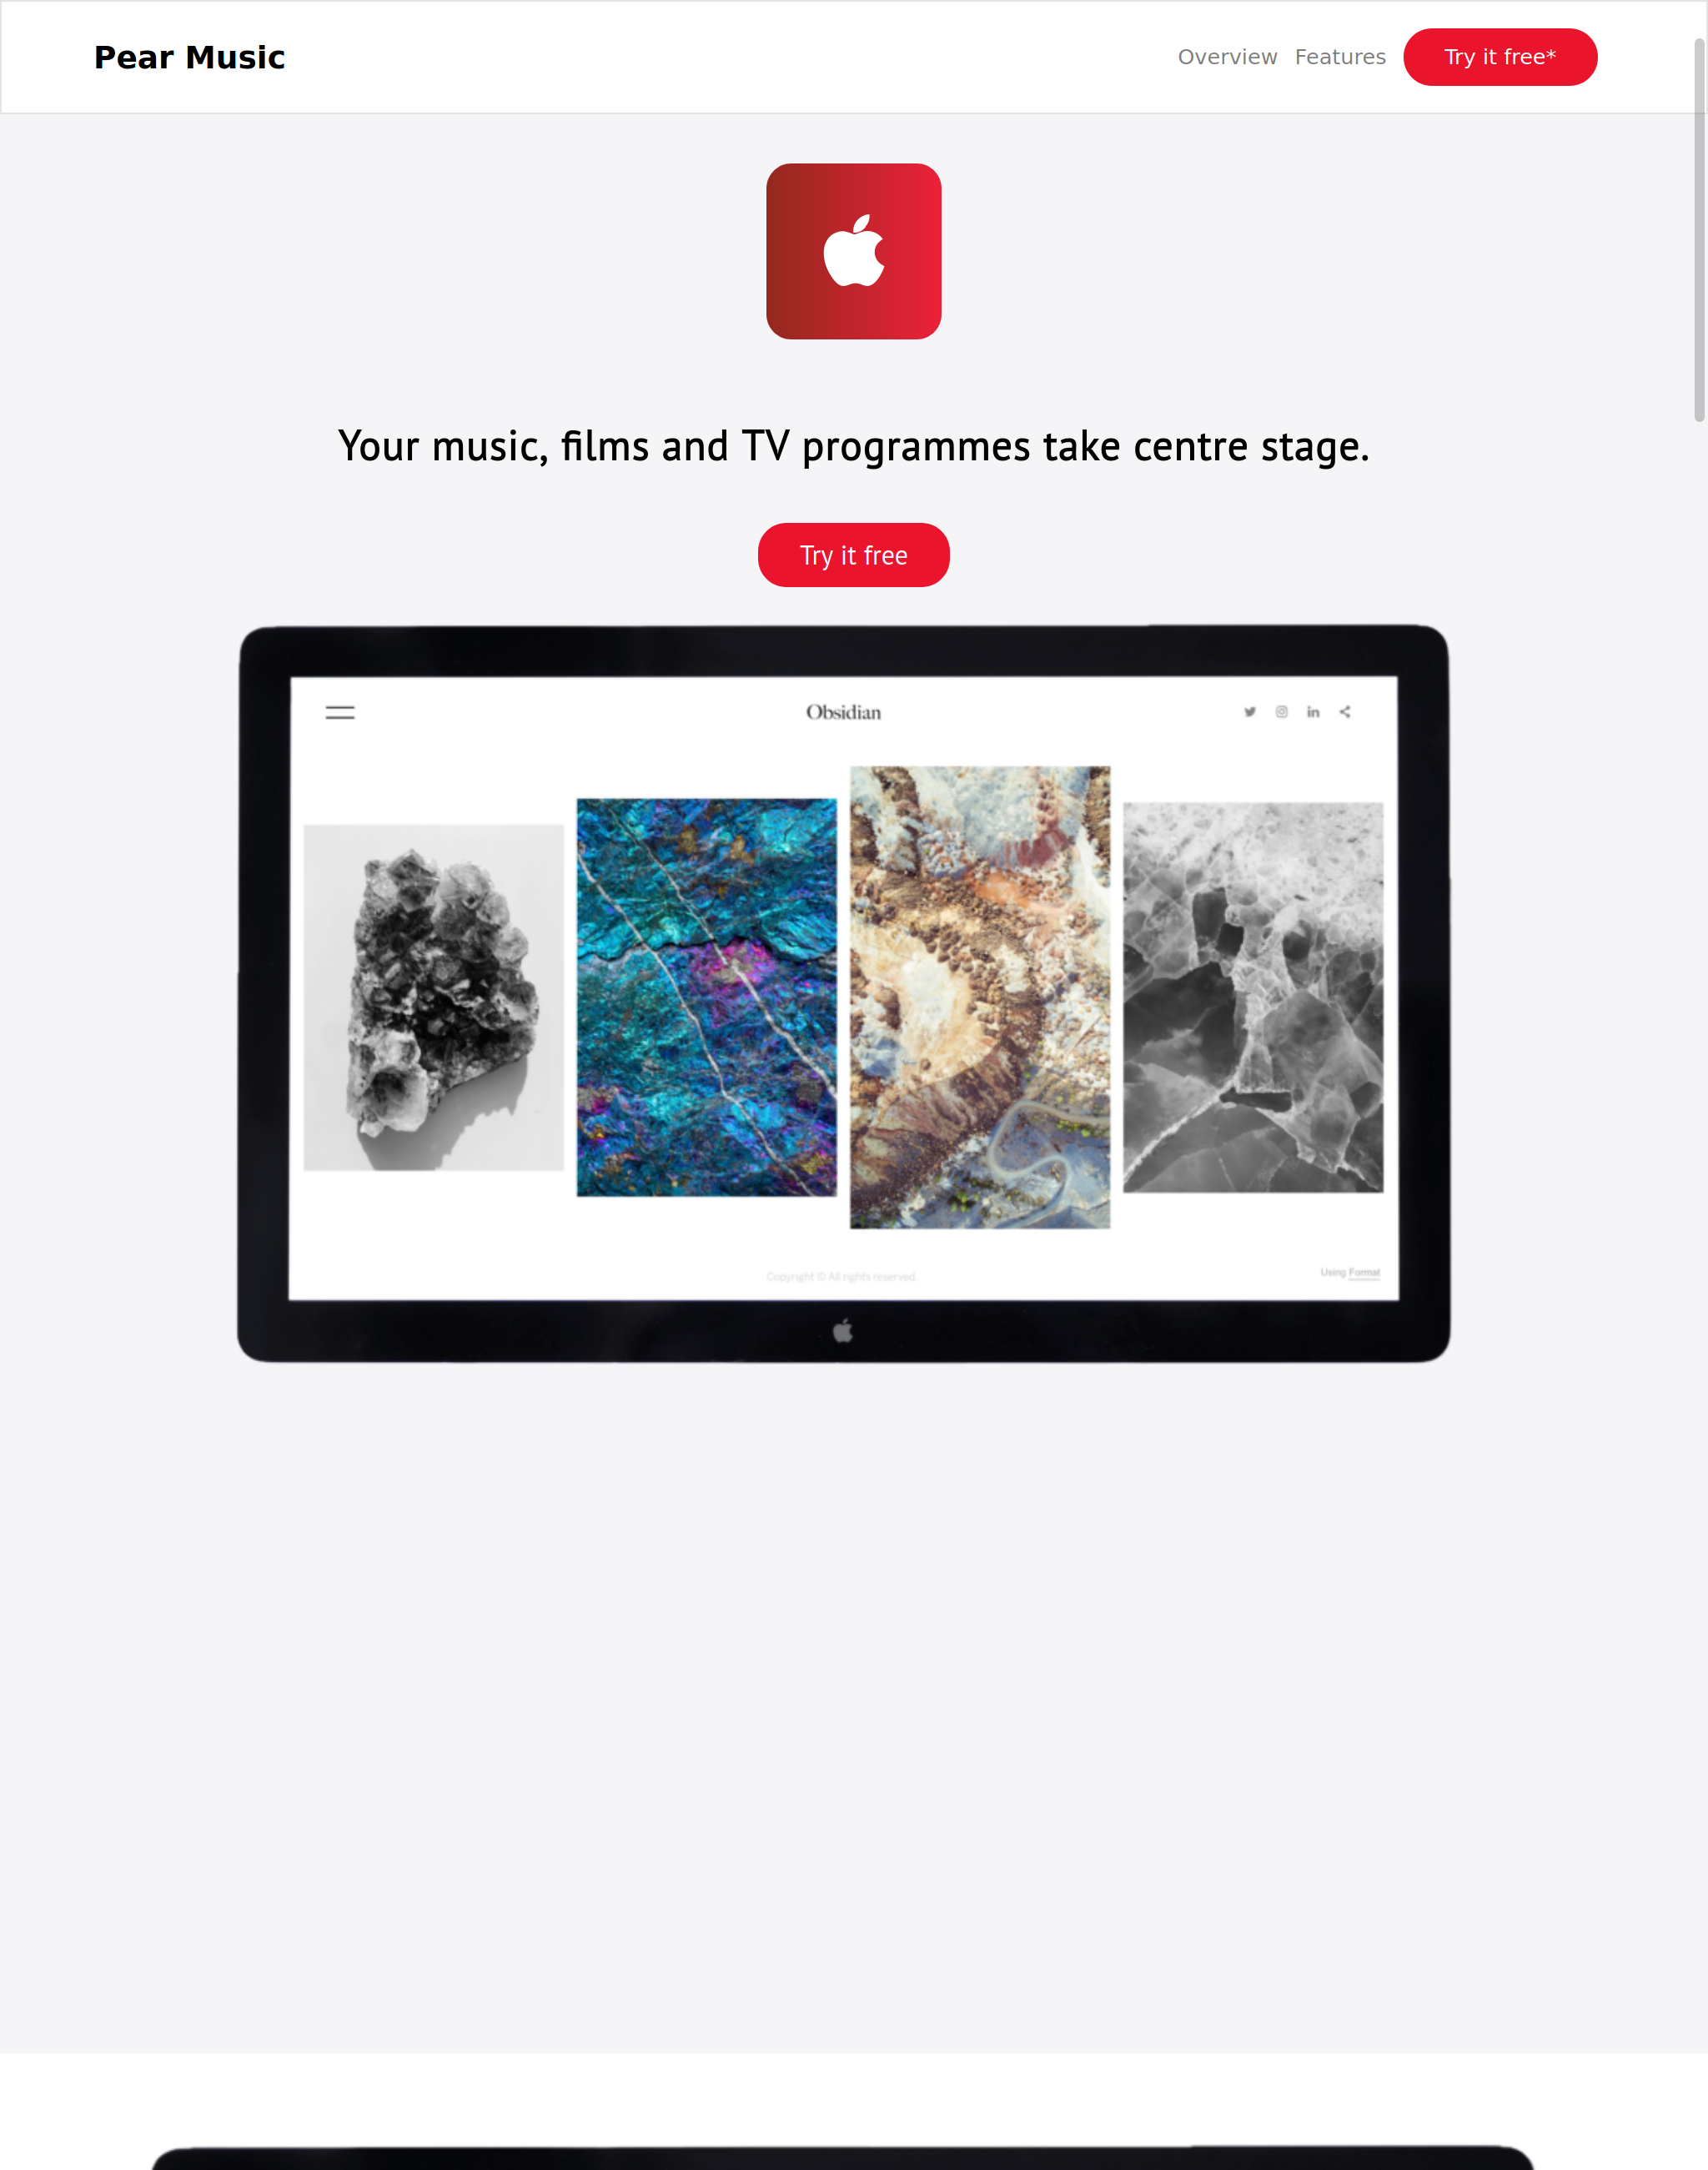 Pear Music
Overview Features Try it free*
Your music, films and TV programmes take centre stage.
Try it free
Obsidian
Copyright © All rights reserved.
Using Format